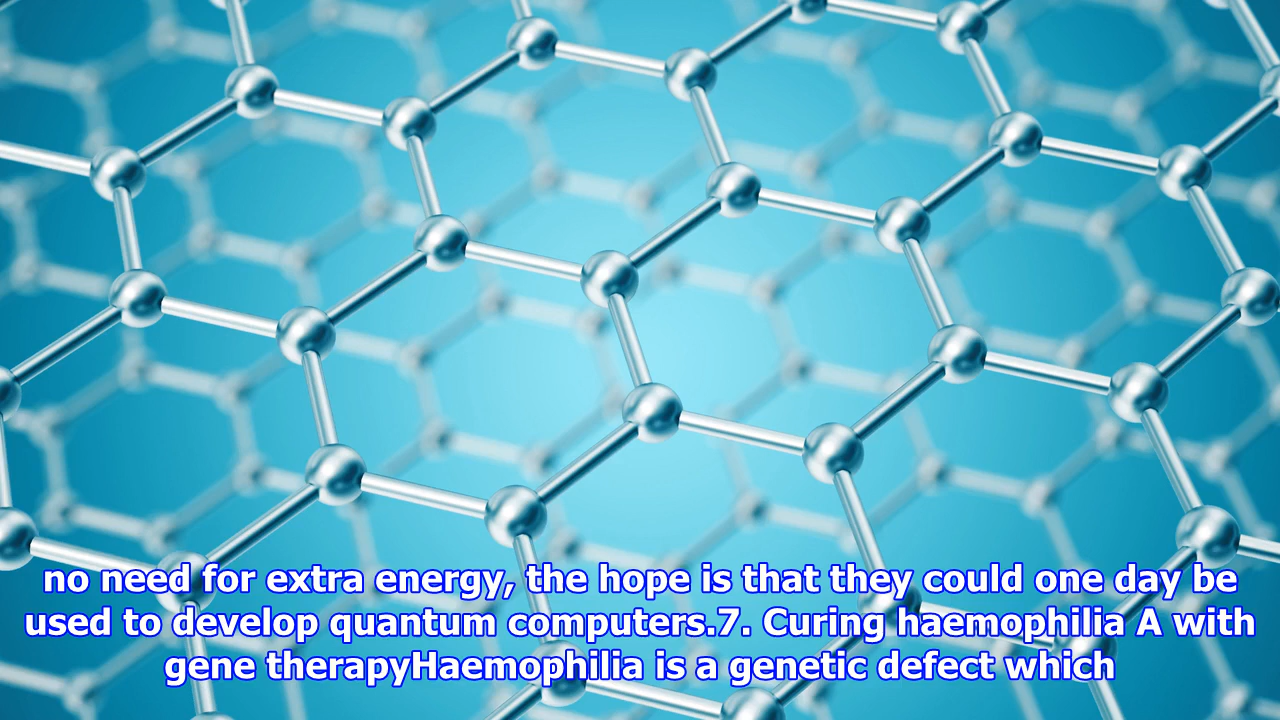 no need for extra energy, the hope is that they could one day be
used to develop quantum computers.7. Curing haemophilia A with
gene therapyHaemophilia is a genetic defect which